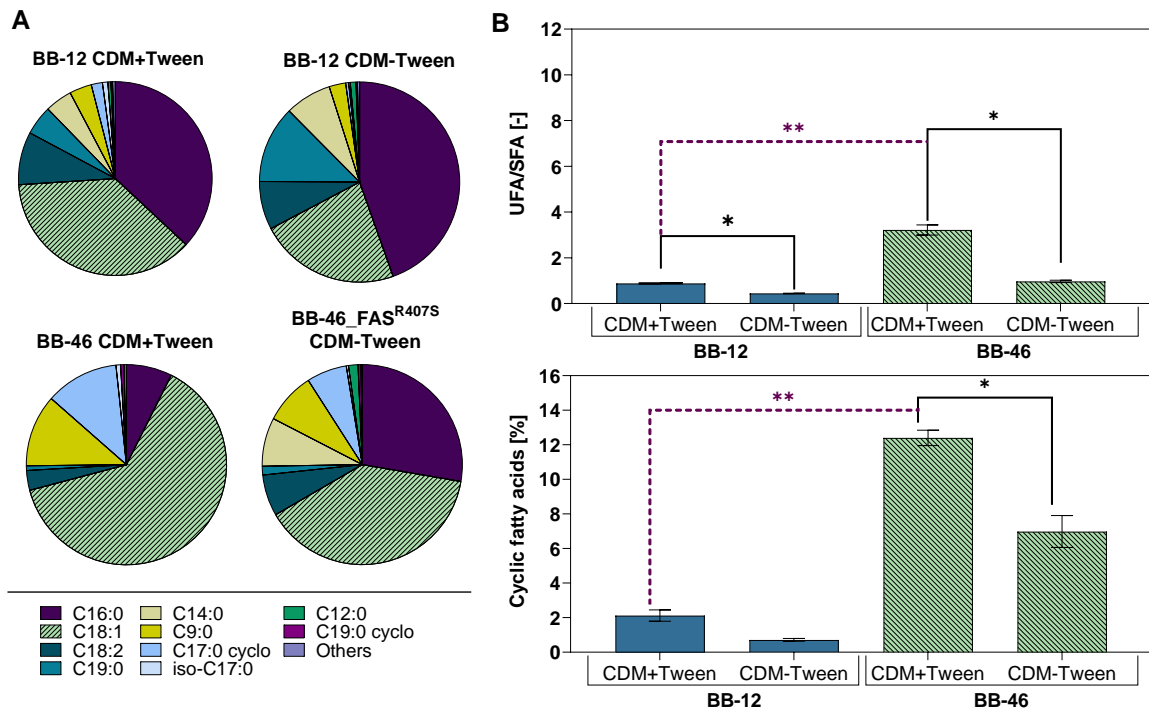 A
BB-12 CDM+Tween
BB-12 CDM-Tween
BB-46 CDM+Tween
BB-46_FAS^R407S
CDM-Tween
C16:0
C18:1
C18:2
C19:0
C14:0
C9:0
C17:0 cyclo
iso-C17:0
C12:0
C19:0 cyclo
Others
B
UFA/SFA [-]
12
10
8
6
4
2
0
**
*
*
CDM+Tween CDM-Tween CDM+Tween CDM-Tween
BB-12 BB-46
Cyclic fatty acids [%]
16
14
12
10
8
6
4
2
0
**
*
CDM+Tween CDM-Tween CDM+Tween CDM-Tween
BB-12 BB-46